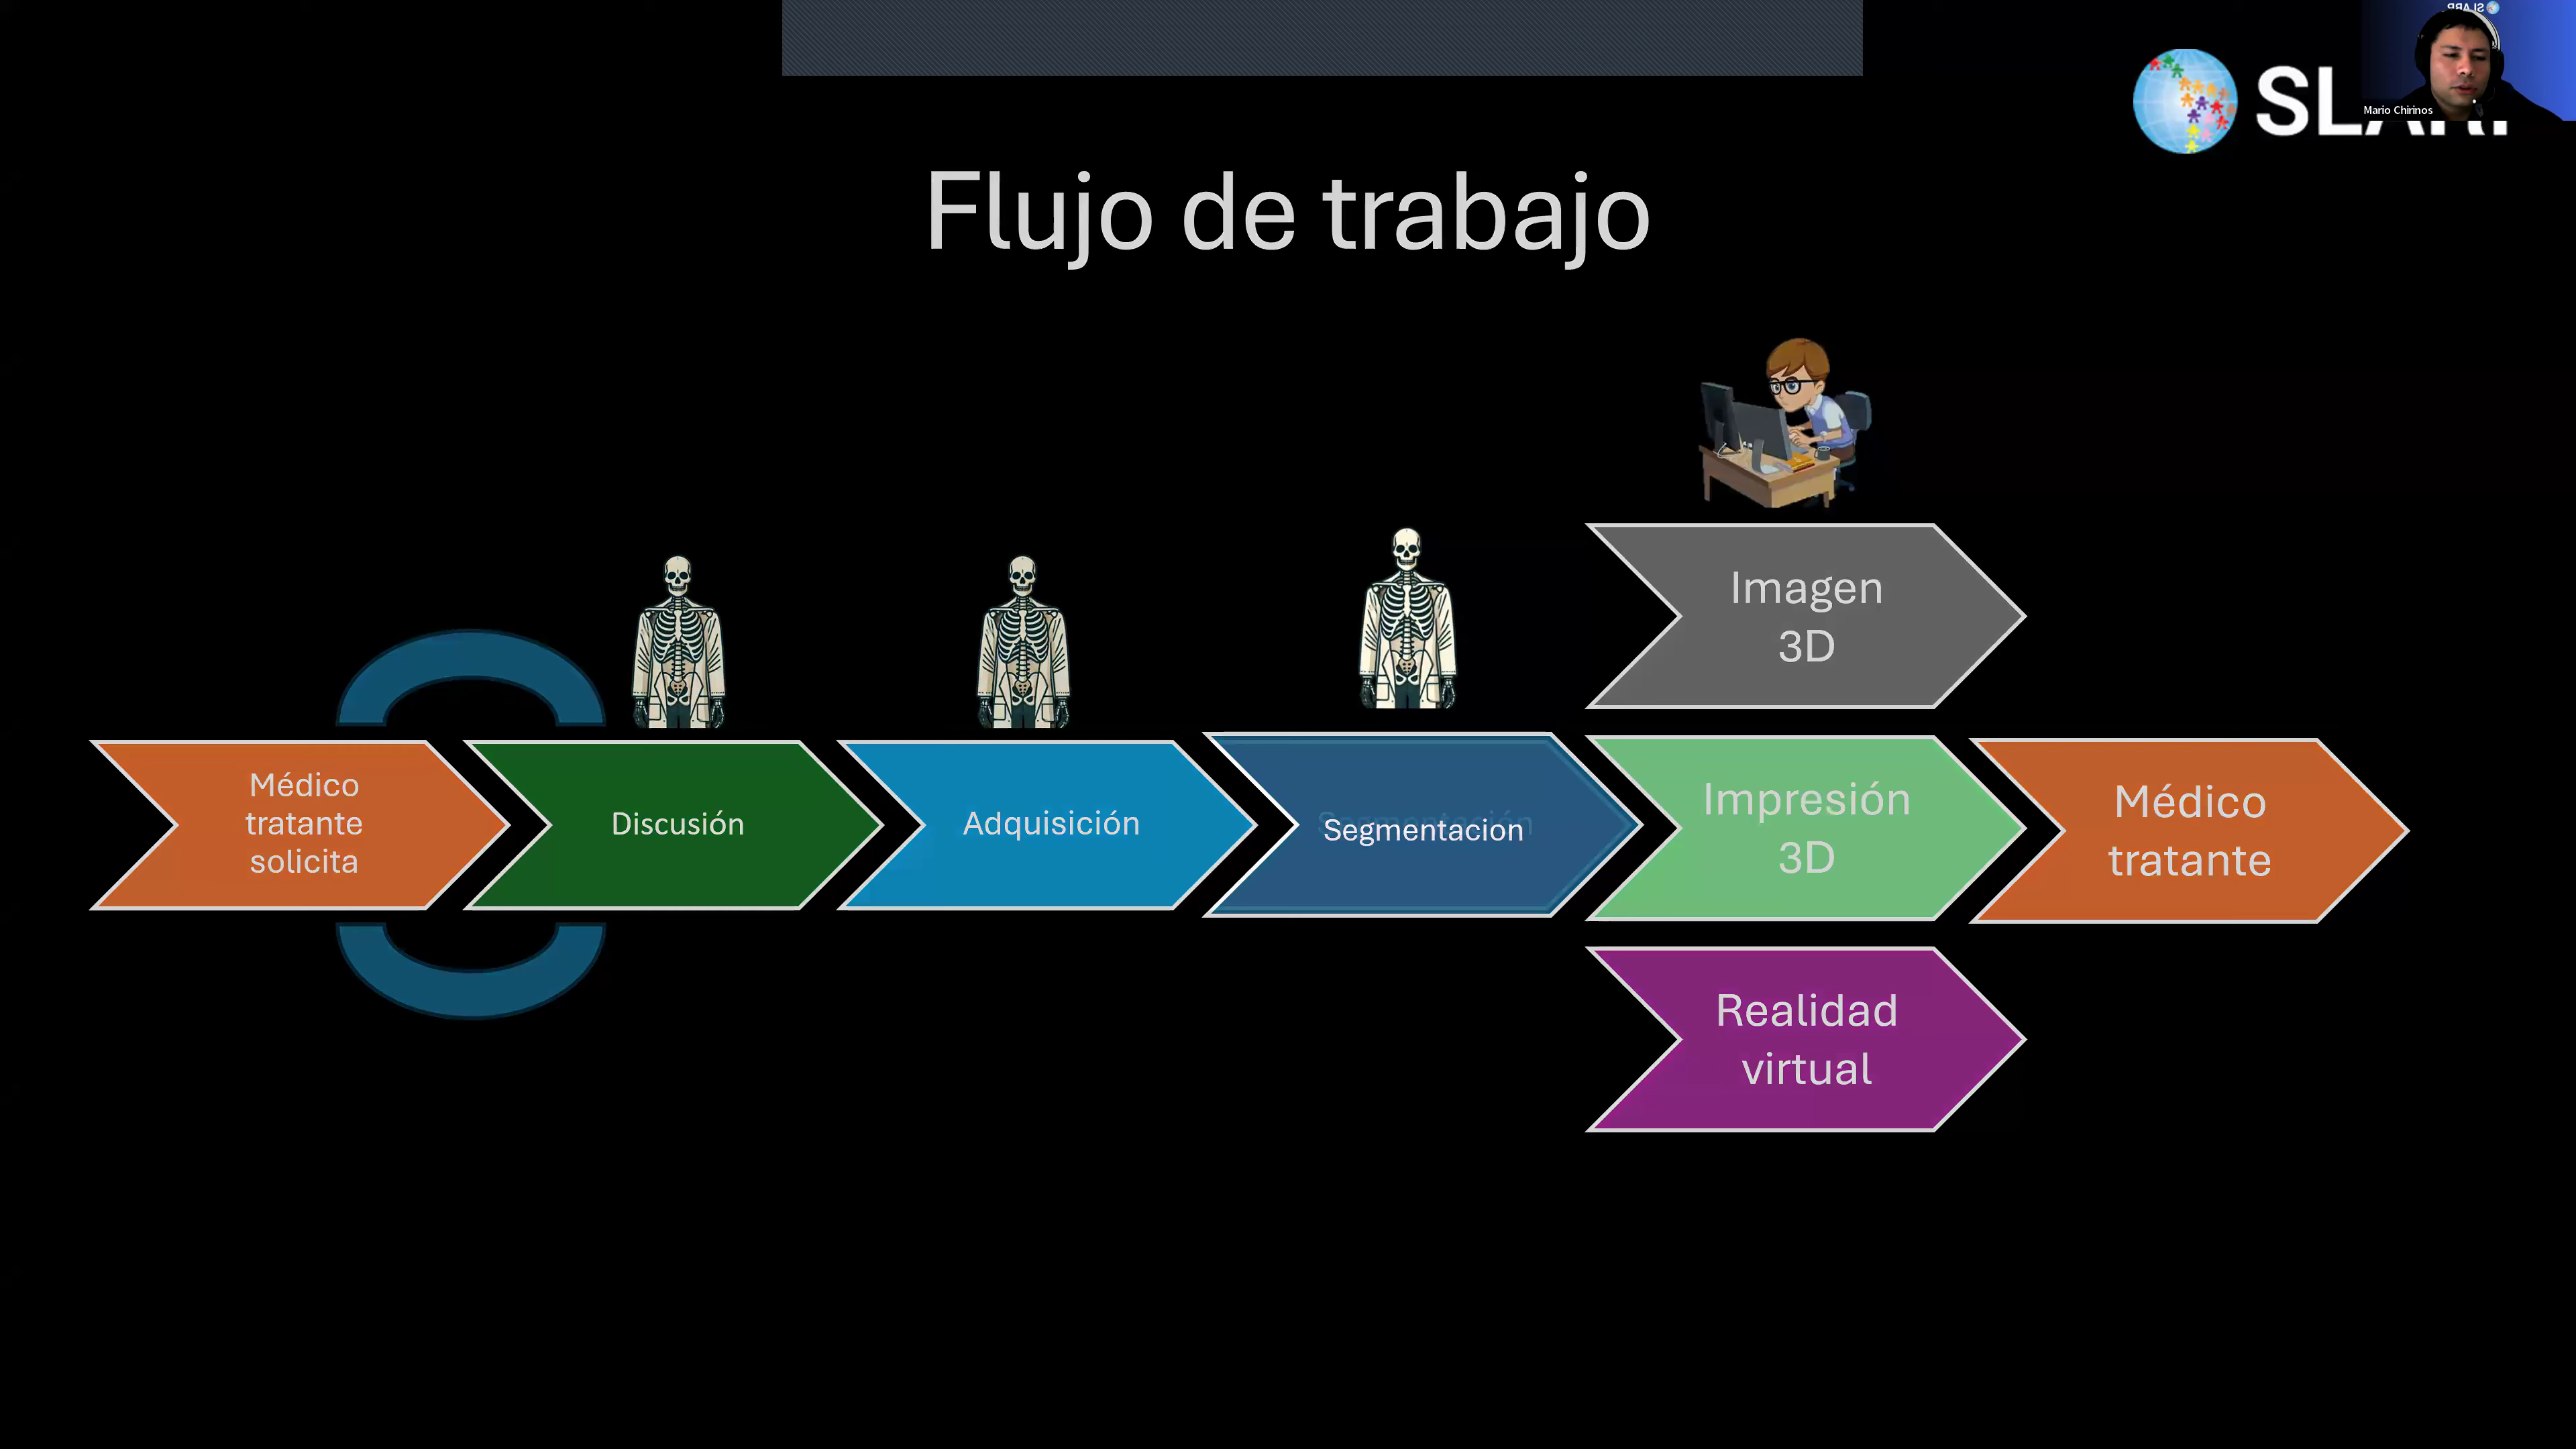 Mario Chirinos
Flujo de trabajo
Imagen
3D
Médico
tratante
solicita
Discusión
Adquisición
Segmentacion
Impresión
3D
Médico
tratante
Realidad
virtual